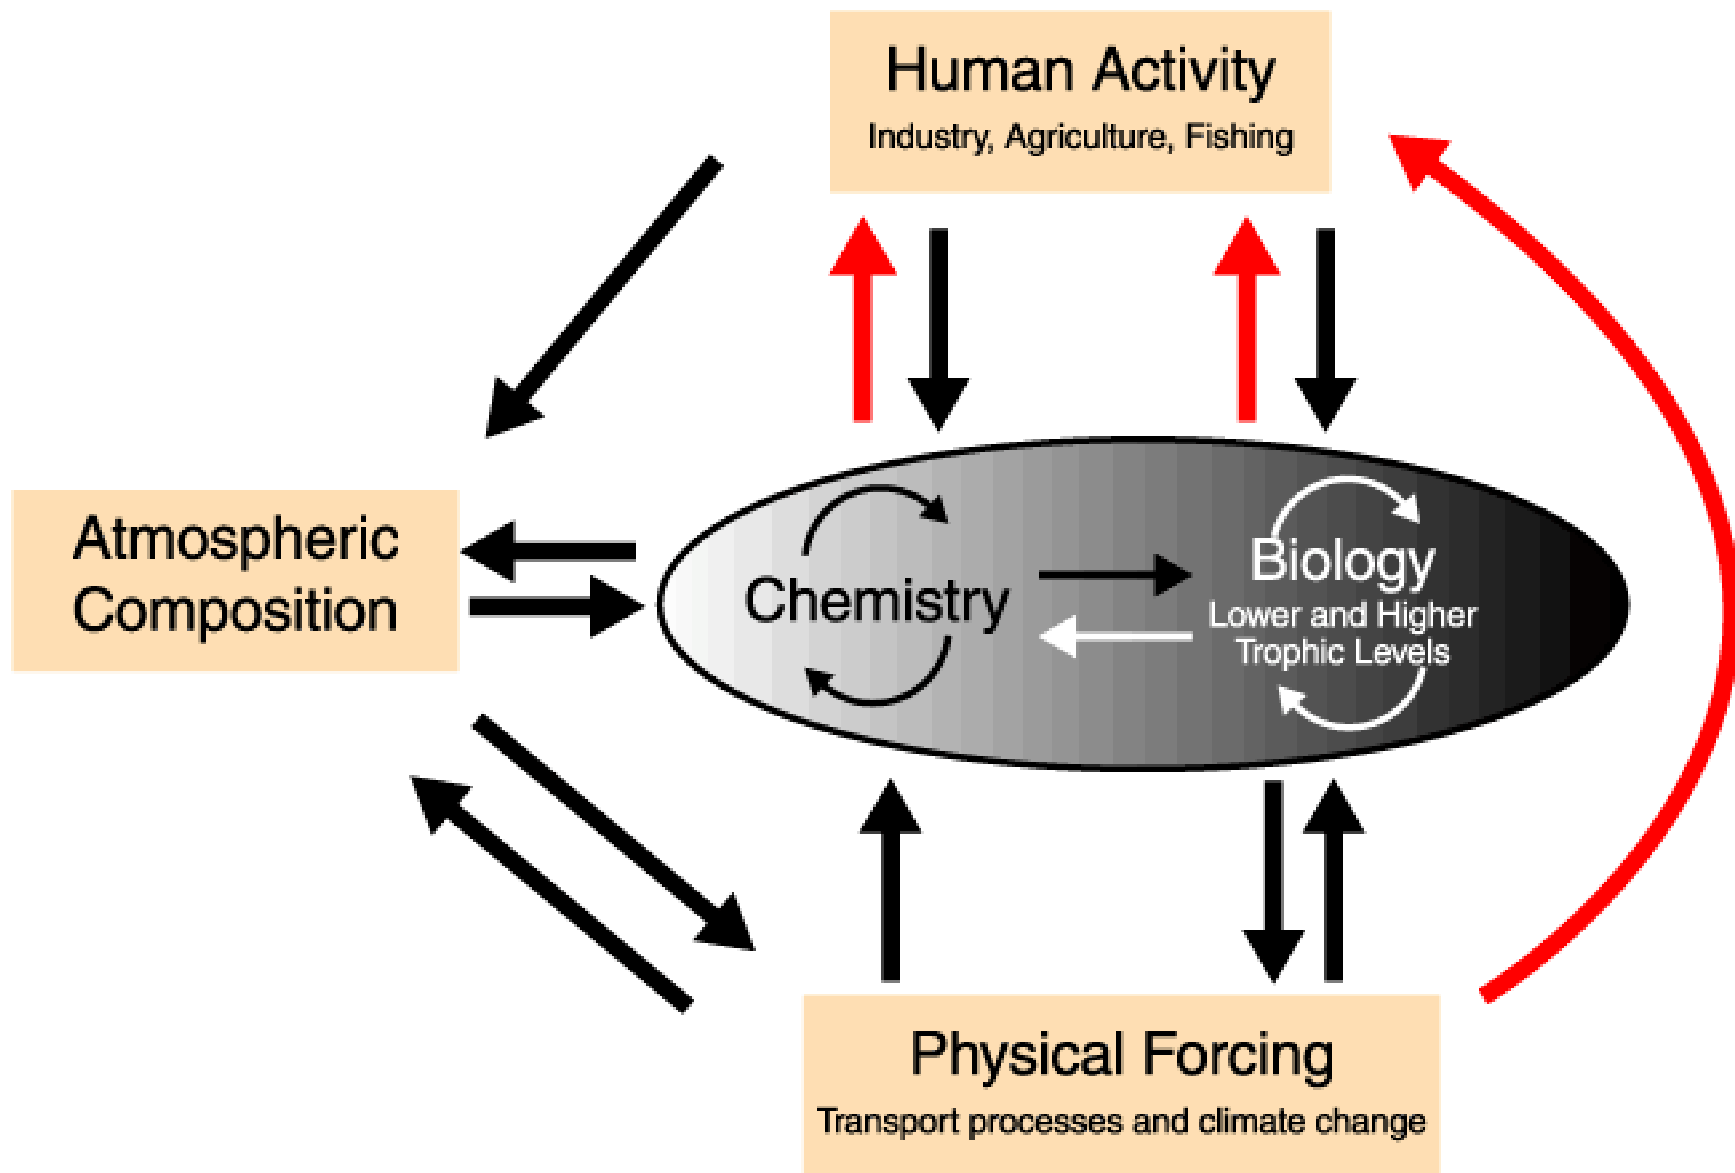 Human Activity
Industry, Agriculture, Fishing
Atmospheric
Composition
Chemistry
Biology
Lower and Higher
Trophic Levels
Physical Forcing
Transport processes and climate change